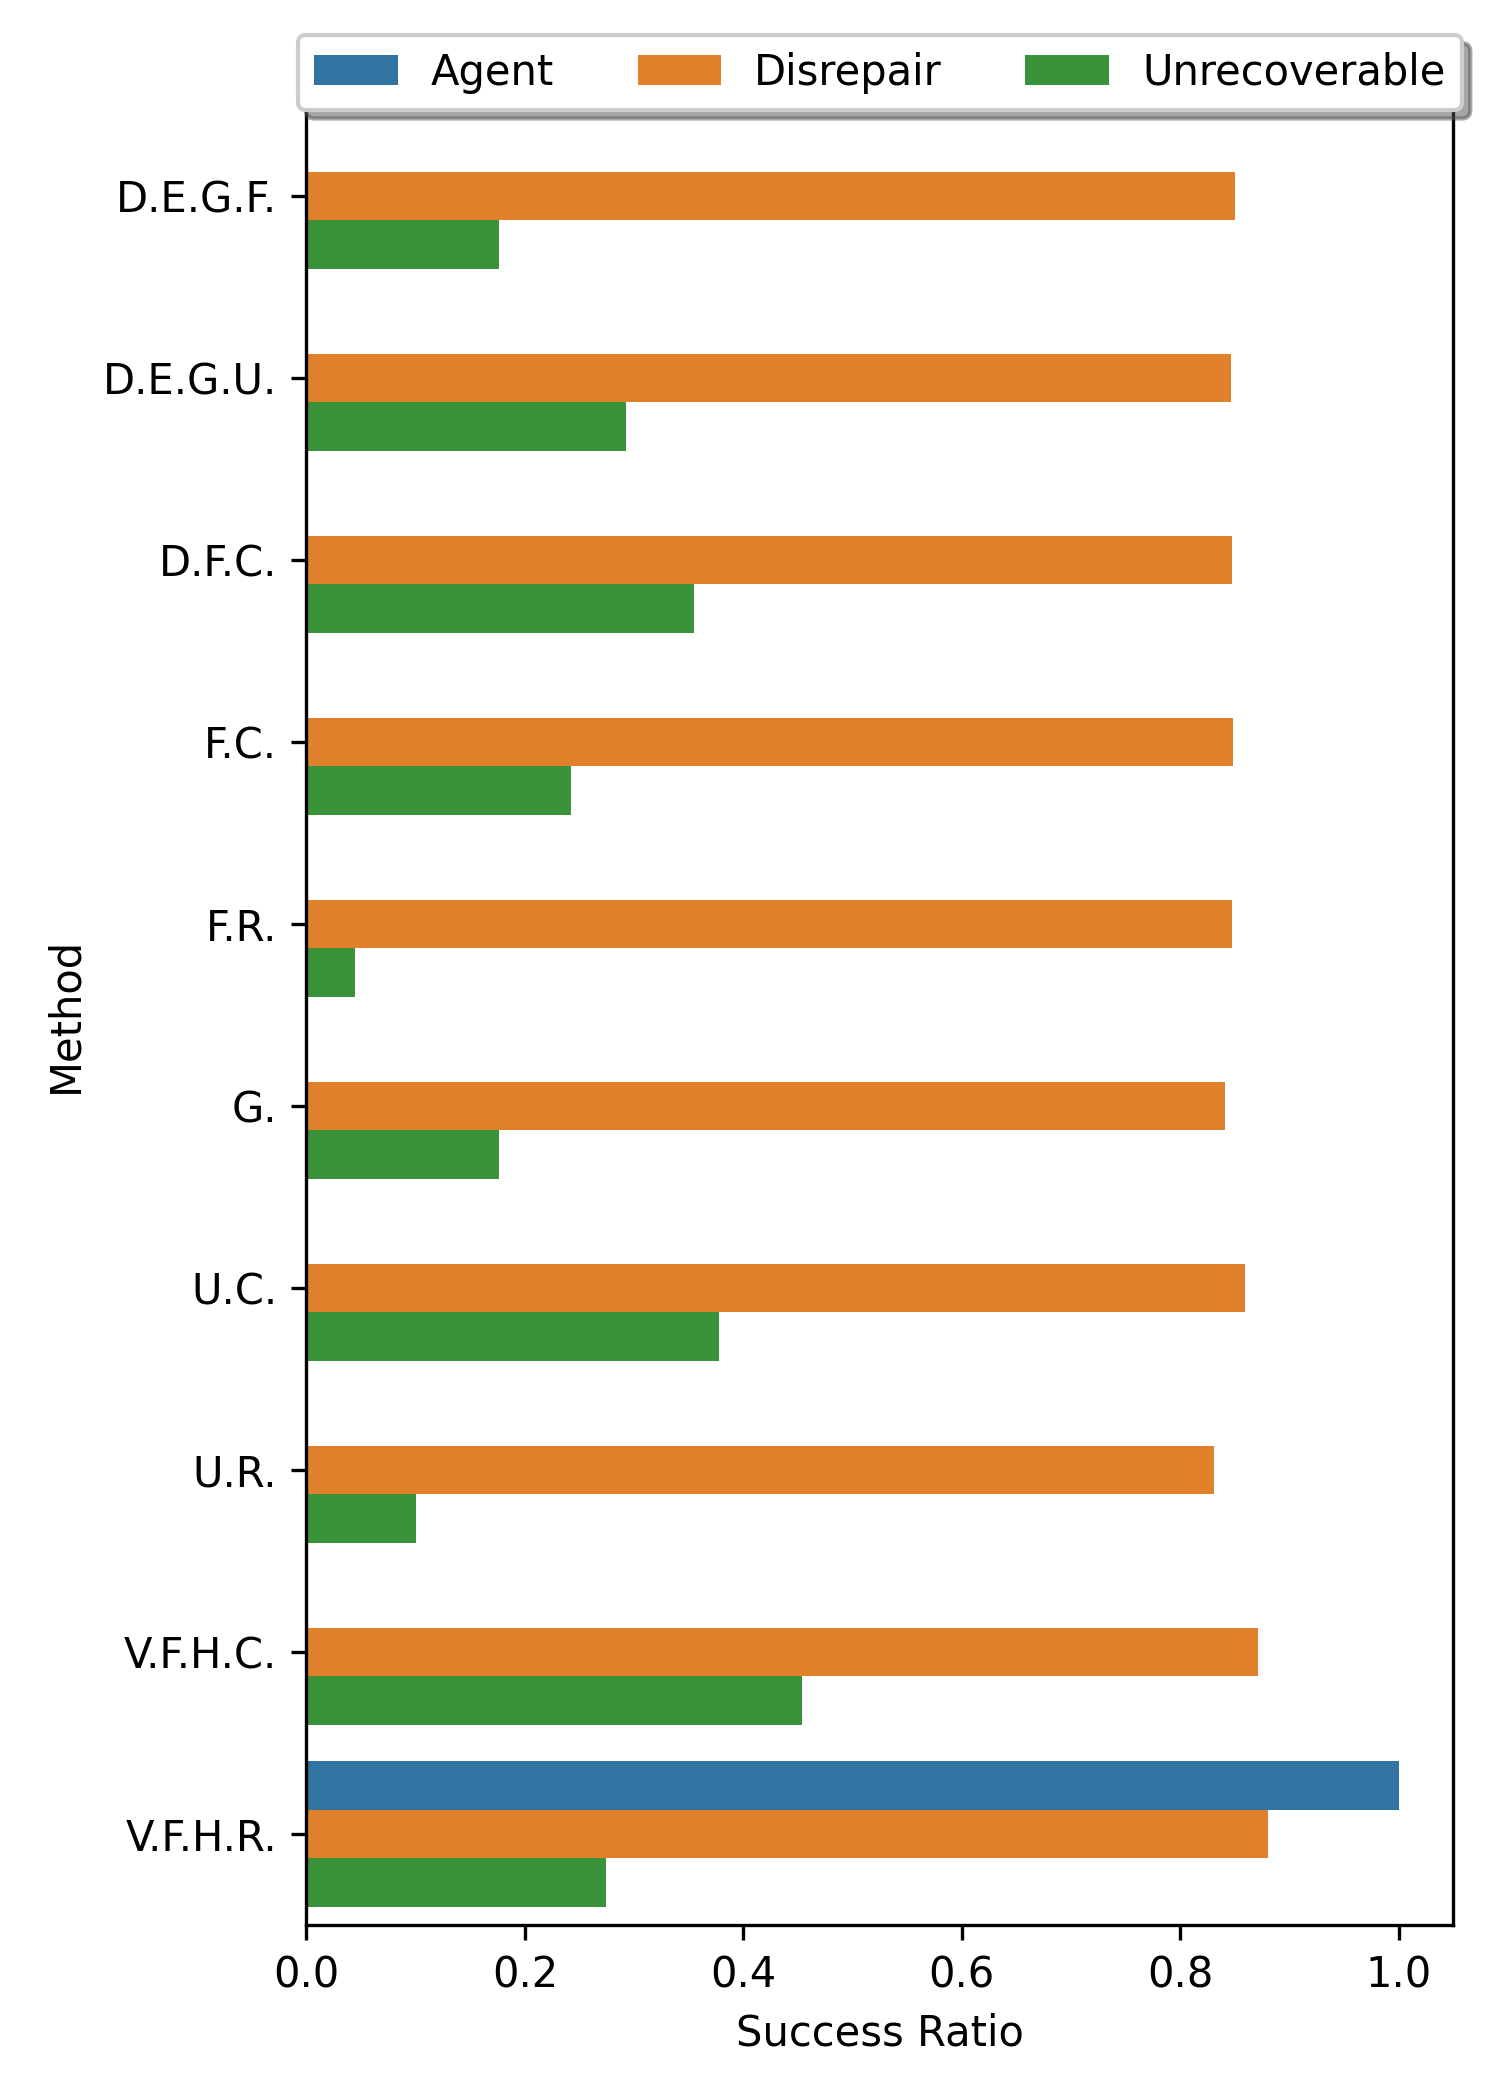 Agent Disrepair Unrecoverable
D.E.G.F.
D.E.G.U.
D.F.C.
F.C.
F.R.
G.
U.C.
U.R.
V.F.H.C.
V.F.H.R.
Method
0.0 0.2 0.4 0.6 0.8 1.0
Success Ratio